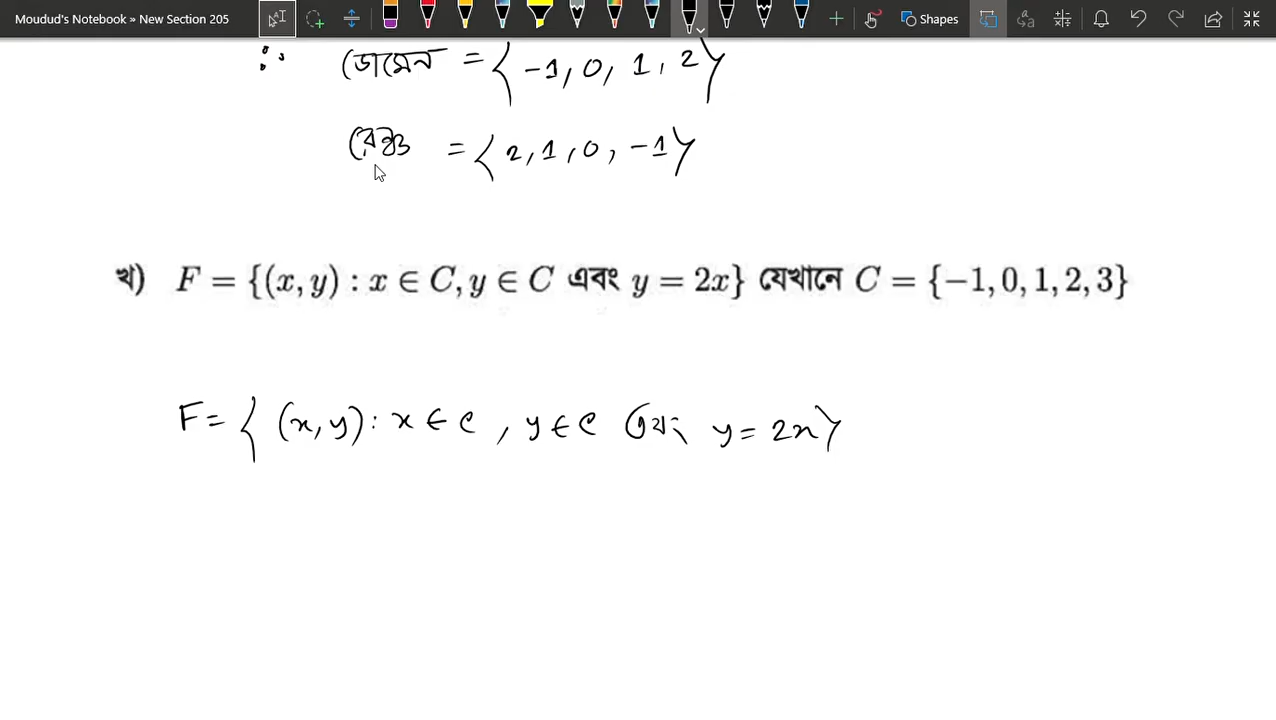 Moudud's Notebook » New Section 205
Shapes
∴ ডোমেন = {-1, 0, 1, 2}
রেঞ্জ = {2, 1, 0, -1}
খ) F = {(x, y) : x ∈ C, y ∈ C এবং y = 2x} যেখানে C = {−1, 0, 1, 2, 3}
F = { (x, y) : x ∈ C , y ∈ C এবং y = 2x}